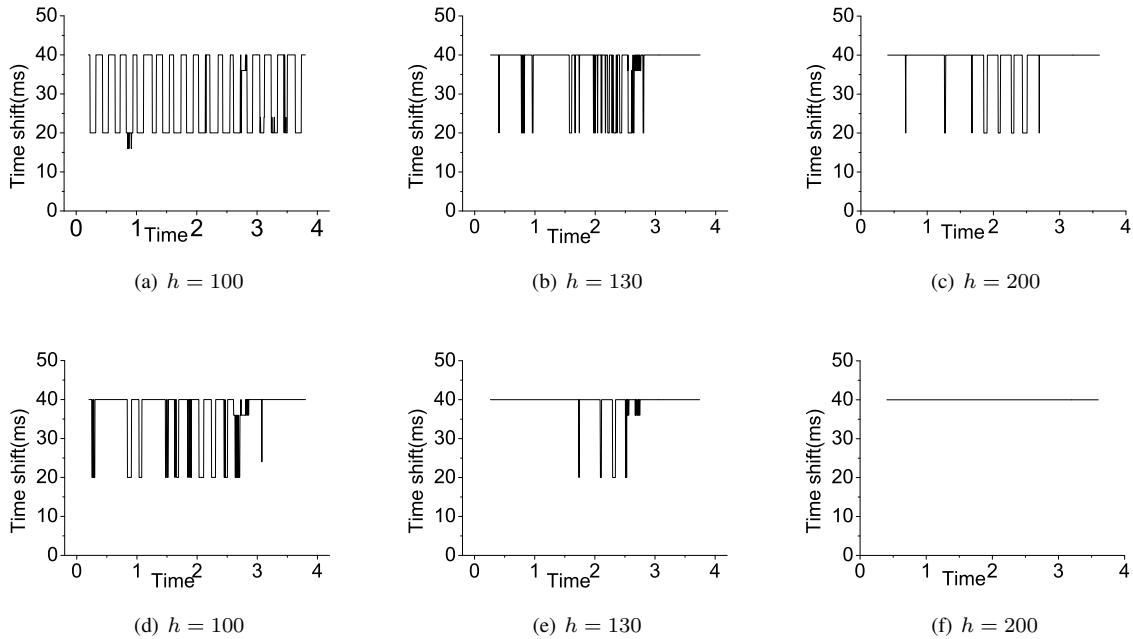 50
40
30
20
10
0
Time shift(ms)
0 1 2 3 4
Time
(a) h = 100
50
40
30
20
10
0
Time shift(ms)
0 1 2 3 4
Time
(b) h = 130
50
40
30
20
10
0
Time shift(ms)
0 1 2 3 4
Time
(c) h = 200
50
40
30
20
10
0
Time shift(ms)
0 1 2 3 4
Time
(d) h = 100
50
40
30
20
10
0
Time shift(ms)
0 1 2 3 4
Time
(e) h = 130
50
40
30
20
10
0
Time shift(ms)
0 1 2 3 4
Time
(f) h = 200